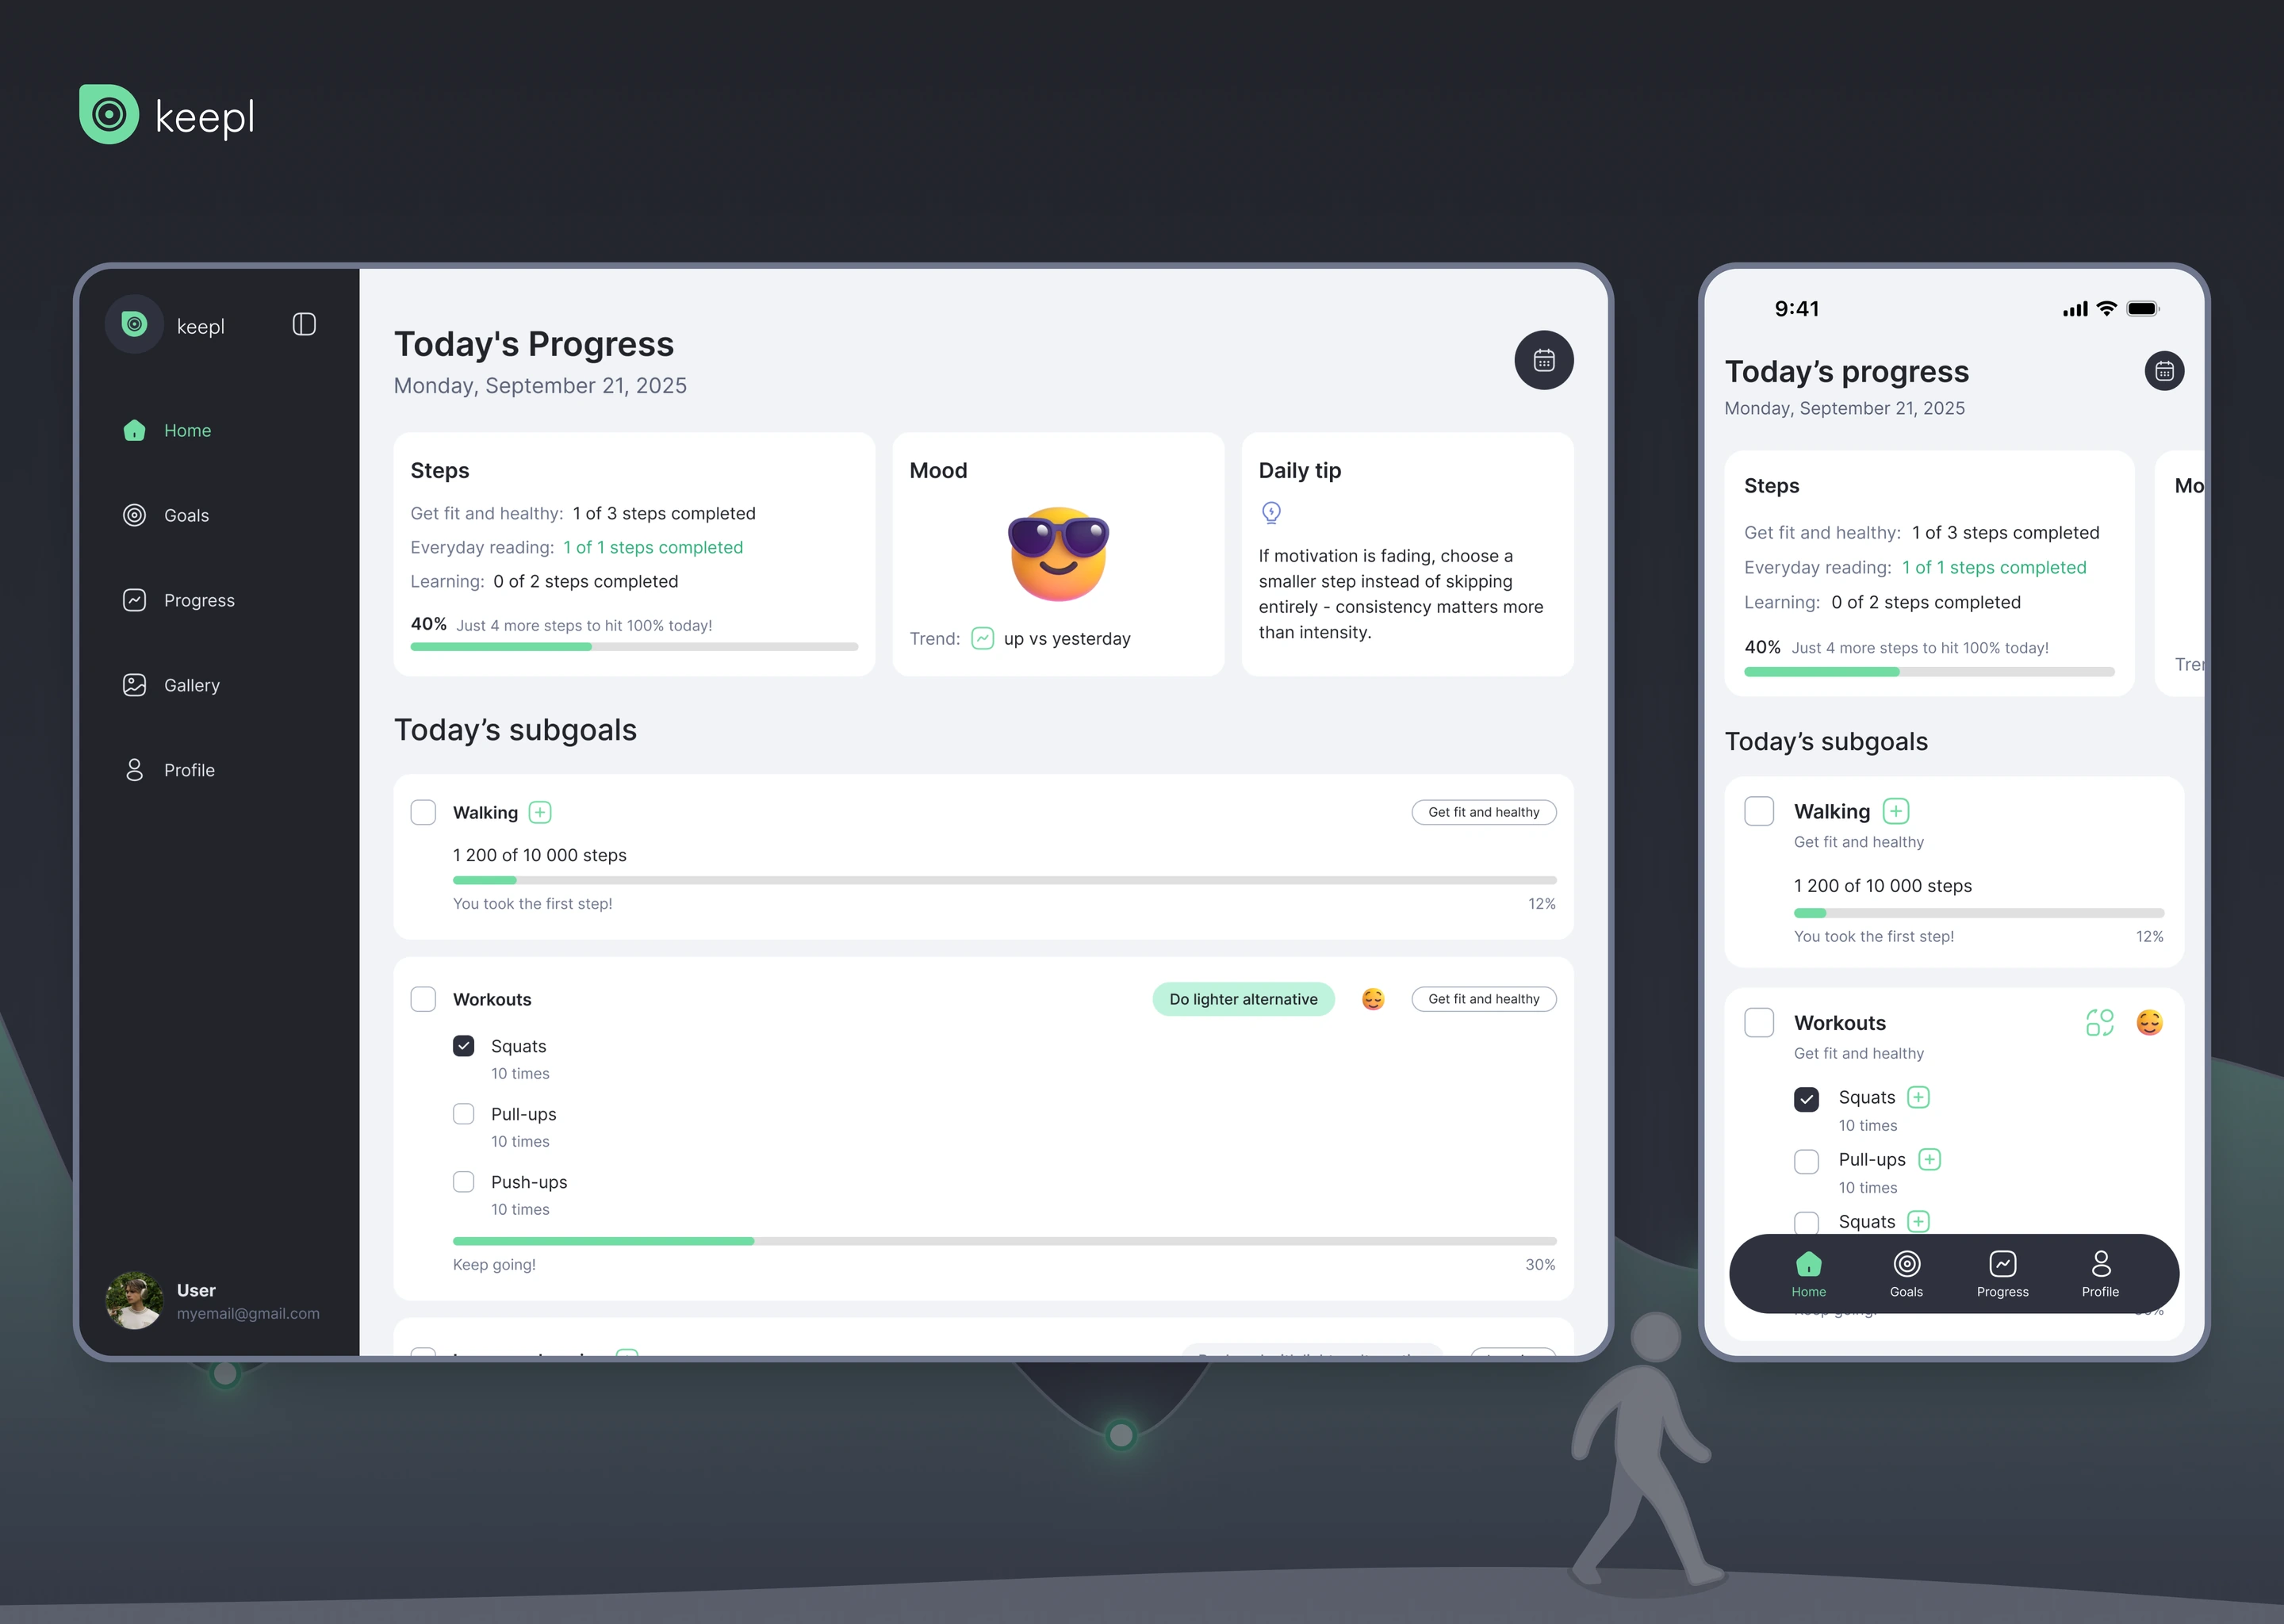 keepl
keepl
Home
Goals
Progress
Gallery
Profile
User
myemail@gmail.com
Today's Progress
Monday, September 21, 2025
Steps
Get fit and healthy: 1 of 3 steps completed
Everyday reading: 1 of 1 steps completed
Learning: 0 of 2 steps completed
40% Just 4 more steps to hit 100% today!
Mood
Trend: up vs yesterday
Daily tip
If motivation is fading, choose a
smaller step instead of skipping
entirely - consistency matters more
than intensity.
Today’s subgoals
Walking
Get fit and healthy
1 200 of 10 000 steps
You took the first step!
12%
Workouts
Do lighter alternative
Get fit and healthy
Squats
10 times
Pull-ups
10 times
Push-ups
10 times
Keep going!
30%
9:41
Today’s progress
Monday, September 21, 2025
Steps
Get fit and healthy: 1 of 3 steps completed
Everyday reading: 1 of 1 steps completed
Learning: 0 of 2 steps completed
40% Just 4 more steps to hit 100% today!
Mo
Tre
Today’s subgoals
Walking
Get fit and healthy
1 200 of 10 000 steps
You took the first step!
12%
Workouts
Get fit and healthy
Squats
10 times
Pull-ups
10 times
Squats
Home
Goals
Progress
Profile